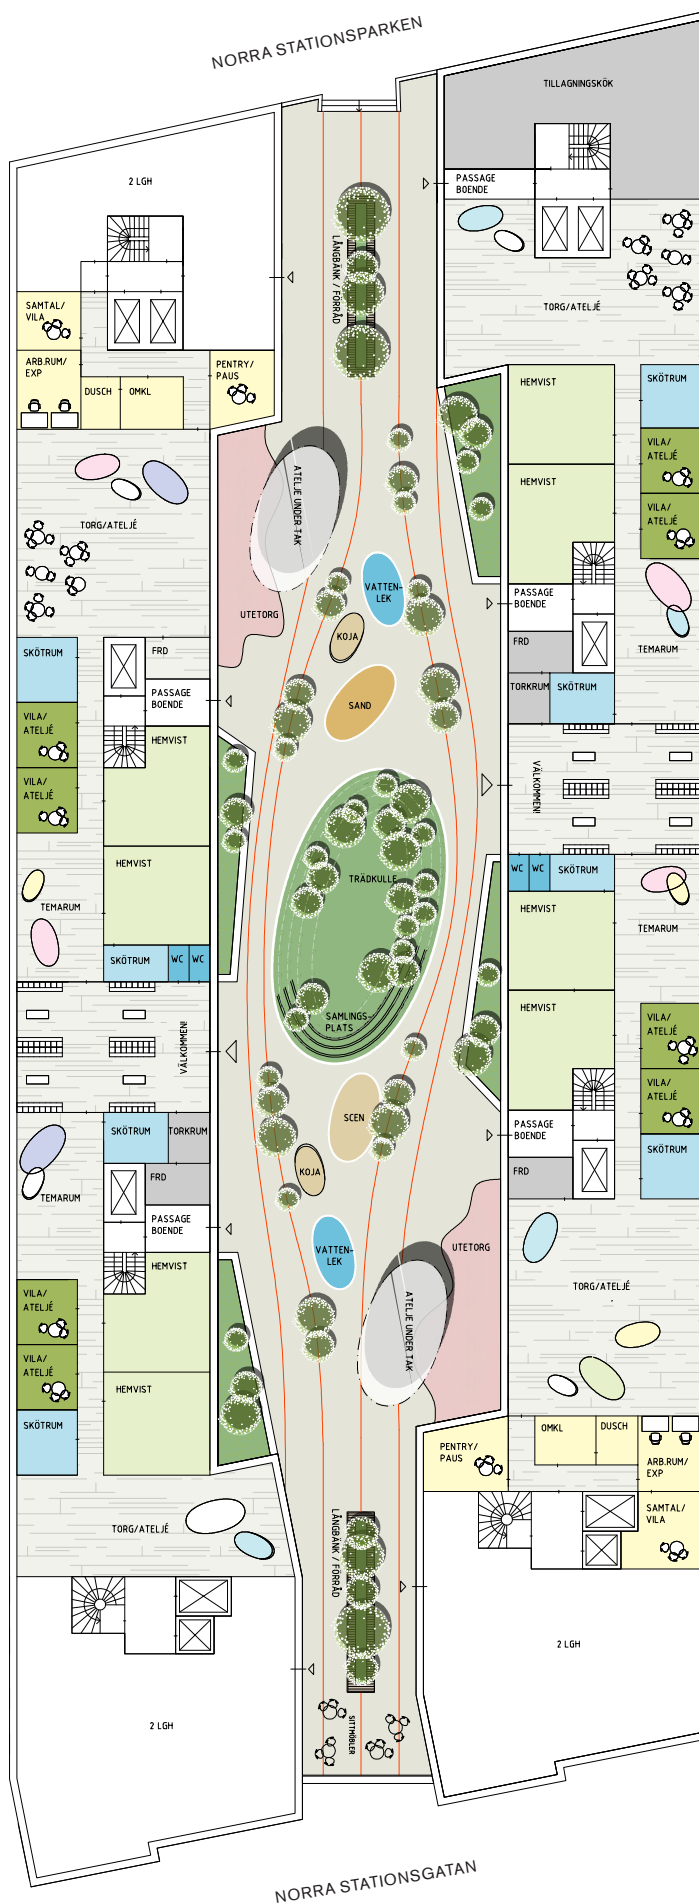 NORRA STATIONSPARKEN
TILLAGNINGSKÖK
2 LGH
PASSAGE
BOENDE
LÅNGBÄNK / FÖRRÅD
SAMTAL/
VILA
TORG/ATELJÉ
ARB.RUM/
EXP
DUSCH
OMKL
PENTRY/
PAUS
HEMVIST
SKÖTRUM
VILA/
ATELJÉ
ATELJE UNDER TAK
HEMVIST
VILA/
ATELJÉ
TORG/ATELJÉ
VATTEN-
LEK
PASSAGE
BOENDE
UTETORG
KOJA
FRD
TEMARUM
SKÖTRUM
FRD
TORKRUM
SKÖTRUM
PASSAGE
BOENDE
SAND
VILA/
ATELJÉ
HEMVIST
VÄLKOMMEN!
VILA/
ATELJÉ
HEMVIST
TRÄDKULLE
WC
WC
SKÖTRUM
TEMARUM
HEMVIST
TEMARUM
SKÖTRUM
WC
WC
SAMLINGS-
PLATS
HEMVIST
VILA/
ATELJÉ
VÄLKOMMEN!
VILA/
ATELJÉ
SKÖTRUM
TORKRUM
SCEN
PASSAGE
BOENDE
SKÖTRUM
KOJA
FRD
FRD
TEMARUM
PASSAGE
BOENDE
VATTEN-
LEK
UTETORG
HEMVIST
VILA/
ATELJÉ
TORG/ATELJÉ
ATELJE UNDER TAK
VILA/
ATELJÉ
HEMVIST
SKÖTRUM
PENTRY/
PAUS
OMKL
DUSCH
ARB.RUM/
EXP
TORG/ATELJÉ
LÅNGBÄNK / FÖRRÅD
SAMTAL/
VILA
2 LGH
2 LGH
SITTMÖBLER
NORRA STATIONSGATAN